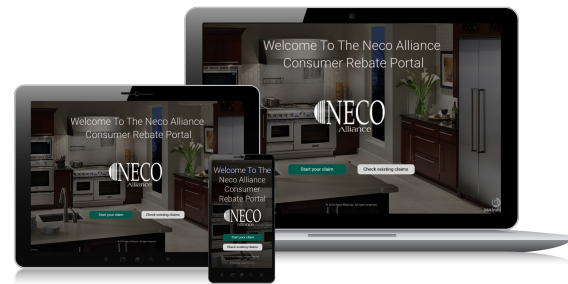 Welcome To The Neco Alliance
Consumer Rebate Portal
NECO
Alliance
Start your claim
Check existing claims
Welcome To The Neco Alliance
Consumer Rebate Portal
NECO
Alliance
Start your claim
Check existing claims
Welcome To The
Neco Alliance
Consumer
Rebate Portal
NECO
Alliance
Start your claim
Check existing claims